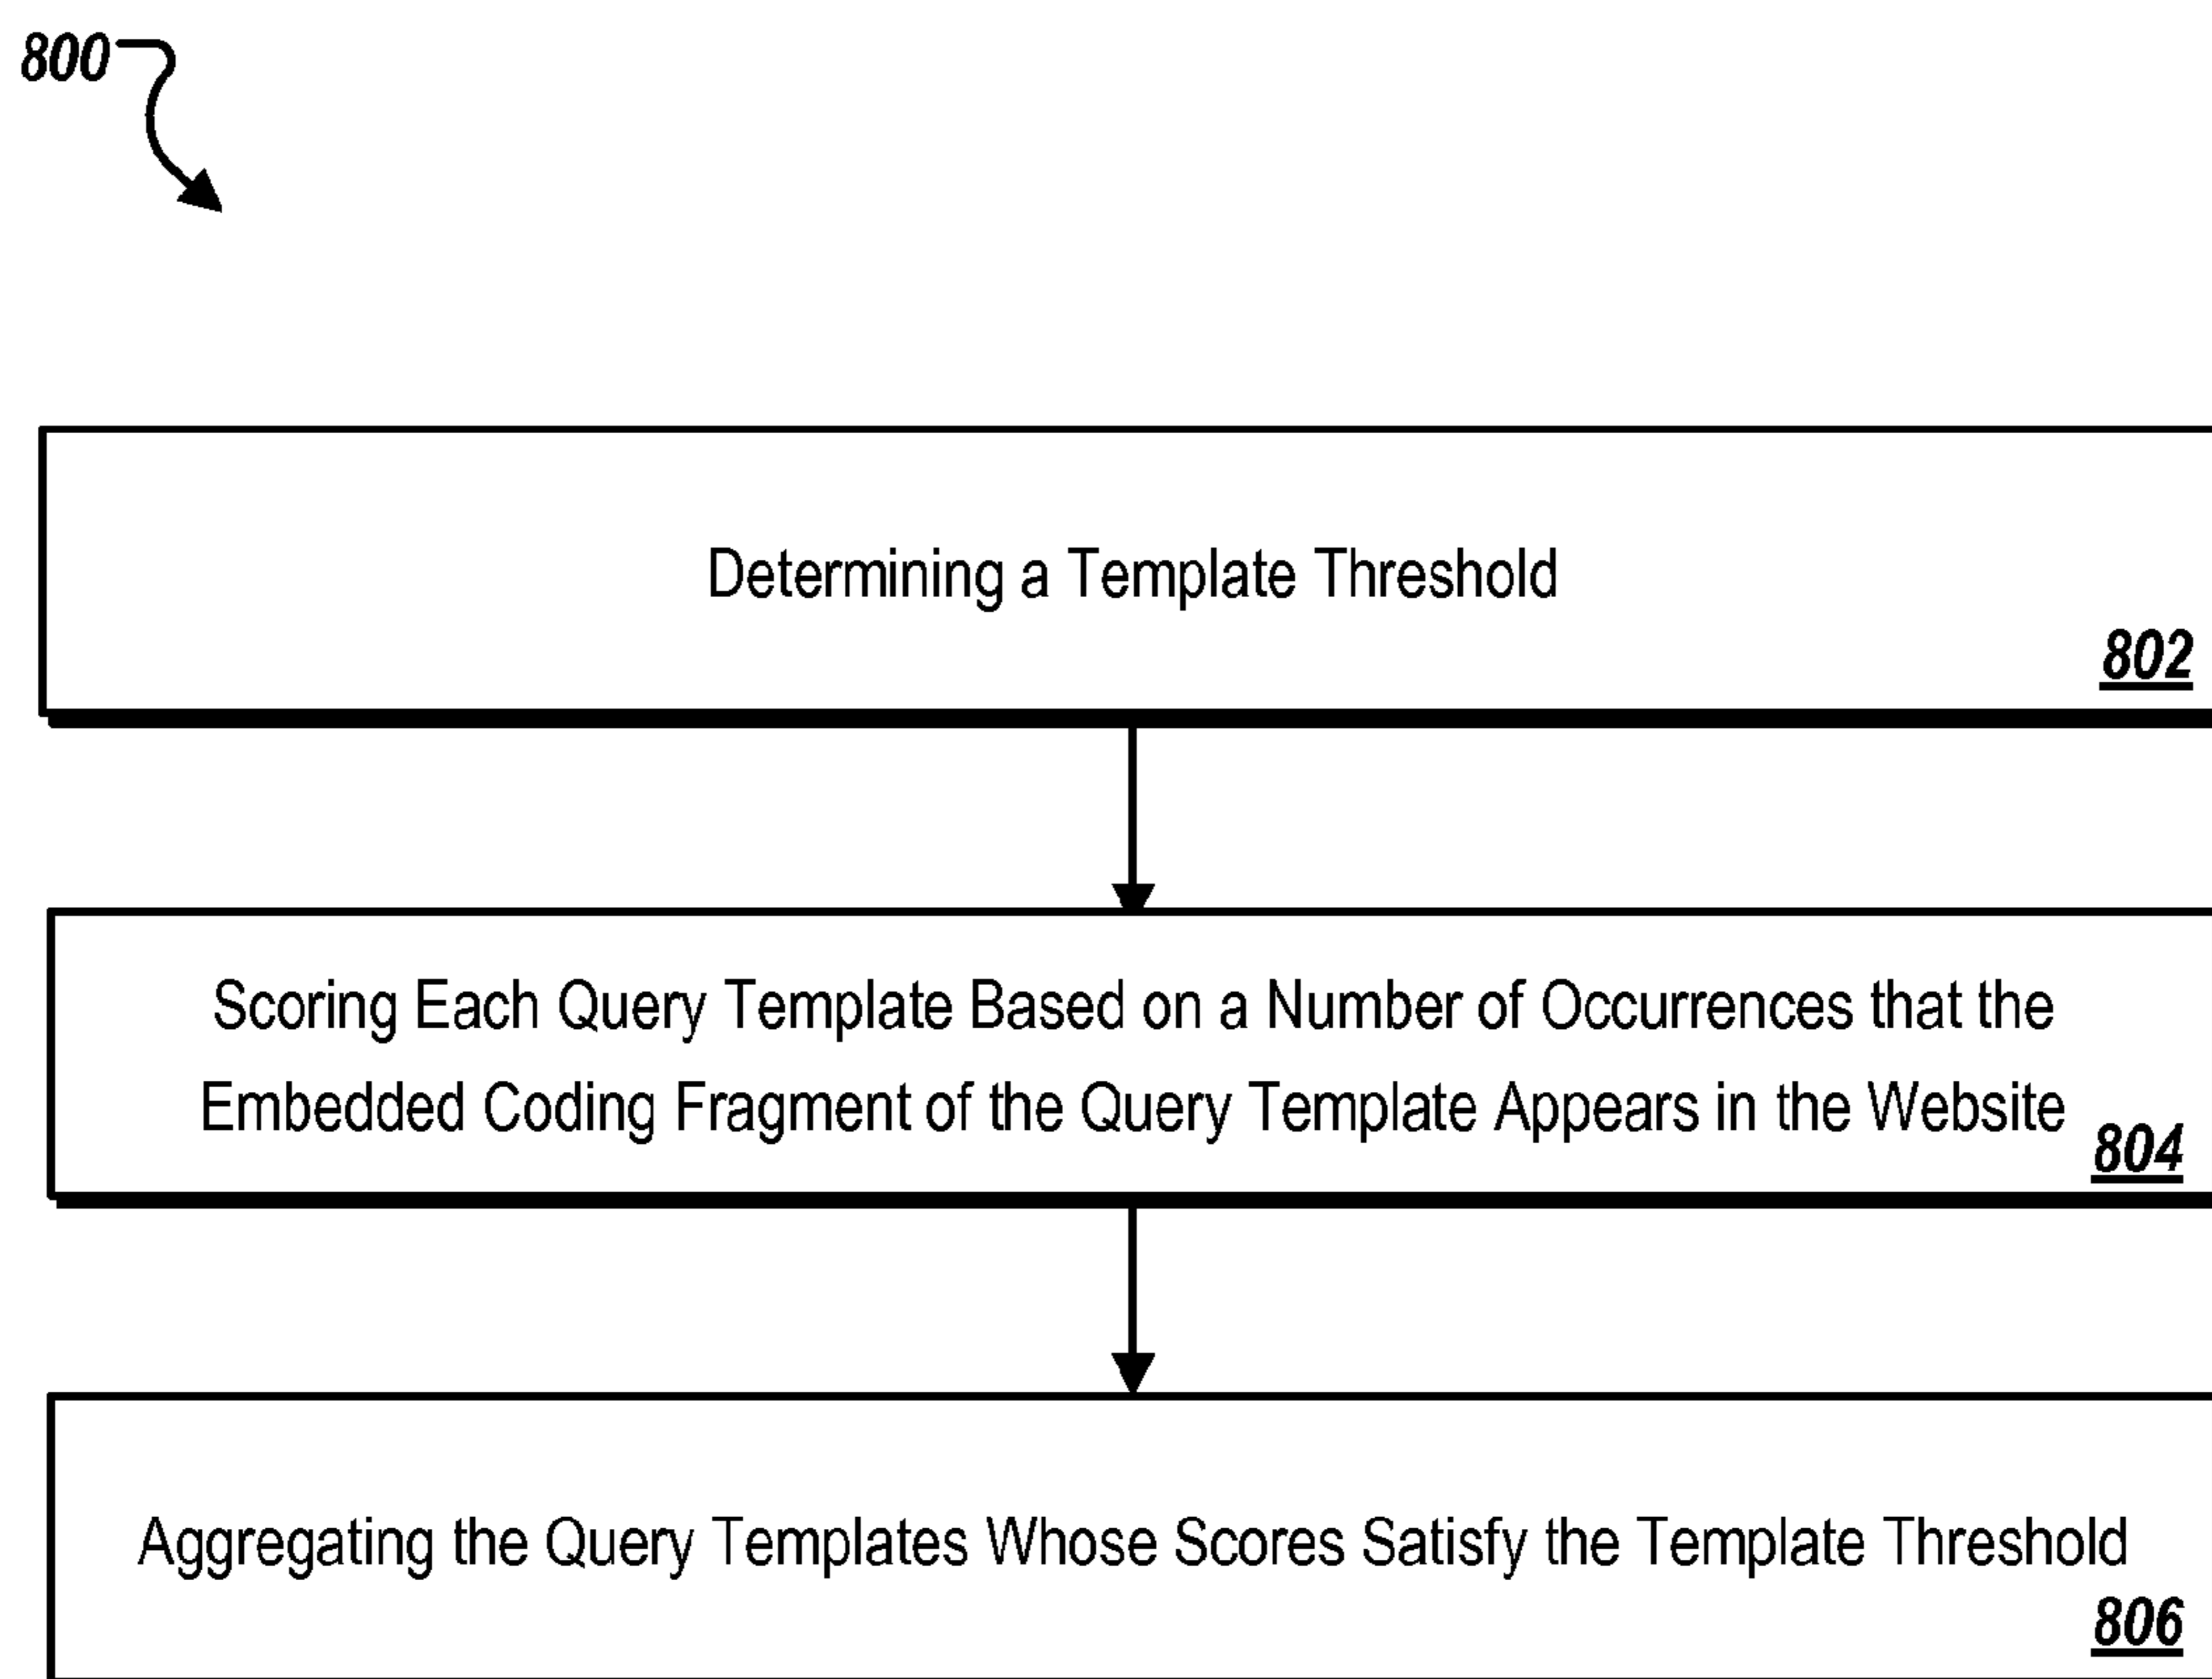 800
Determining a Template Threshold
802
Scoring Each Query Template Based on a Number of Occurrences that the
Embedded Coding Fragment of the Query Template Appears in the Website
804
Aggregating the Query Templates Whose Scores Satisfy the Template Threshold
806